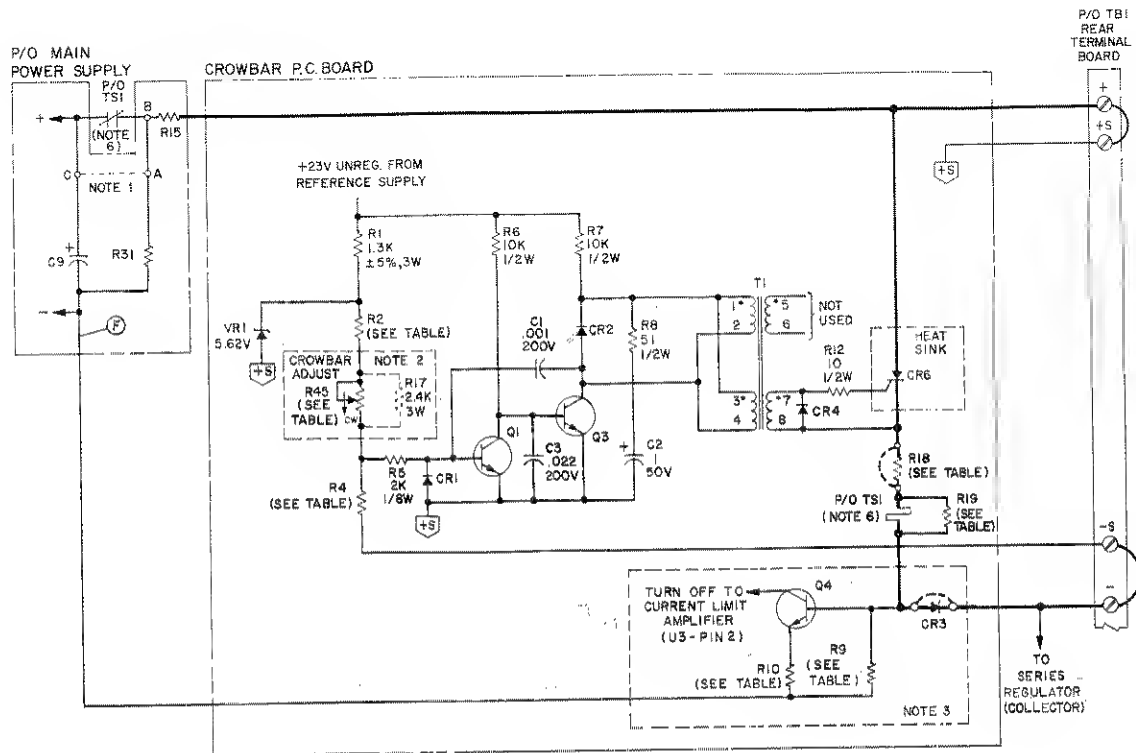 P/O TB1
REAR
TERMINAL
BOARD
P/O MAIN
POWER SUPPLY
CROWBAR P.C. BOARD
P/O
TS1
B
+
(NOTE
6)
R15
+
+S
+S
C
NOTE 1
A
+
C9
R31
-
F
+23V UNREG. FROM
REFERENCE SUPPLY
R1
1.3K
±5%,3W
R6
10K
1/2W
R7
10K
1/2W
VR1
5.62V
+S
R2
(SEE TABLE)
C1
.001
200V
CR2
R8
51
1/2W
T1
1*
2
*5
6
NOT
USED
CROWBAR
ADJUST
NOTE 2
R45
(SEE
TABLE)
CW
R17
2.4K
3W
3*
4
*7
8
R12
10
1/2W
CR4
HEAT
SINK
CR6
Q1
Q3
R5
2K
1/8W
CR1
+S
C3
.022
200V
+
C2
1
50V
R4
(SEE TABLE)
R18
(SEE TABLE)
P/O TS1
(NOTE 6)
R19
(SEE
TABLE)
-S
-
TURN OFF TO
CURRENT LIMIT
AMPLIFIER
(U3-PIN 2)
Q4
CR3
R10
(SEE TABLE)
R9
(SEE
TABLE)
NOTE 3
TO
SERIES
REGULATOR
(COLLECTOR)